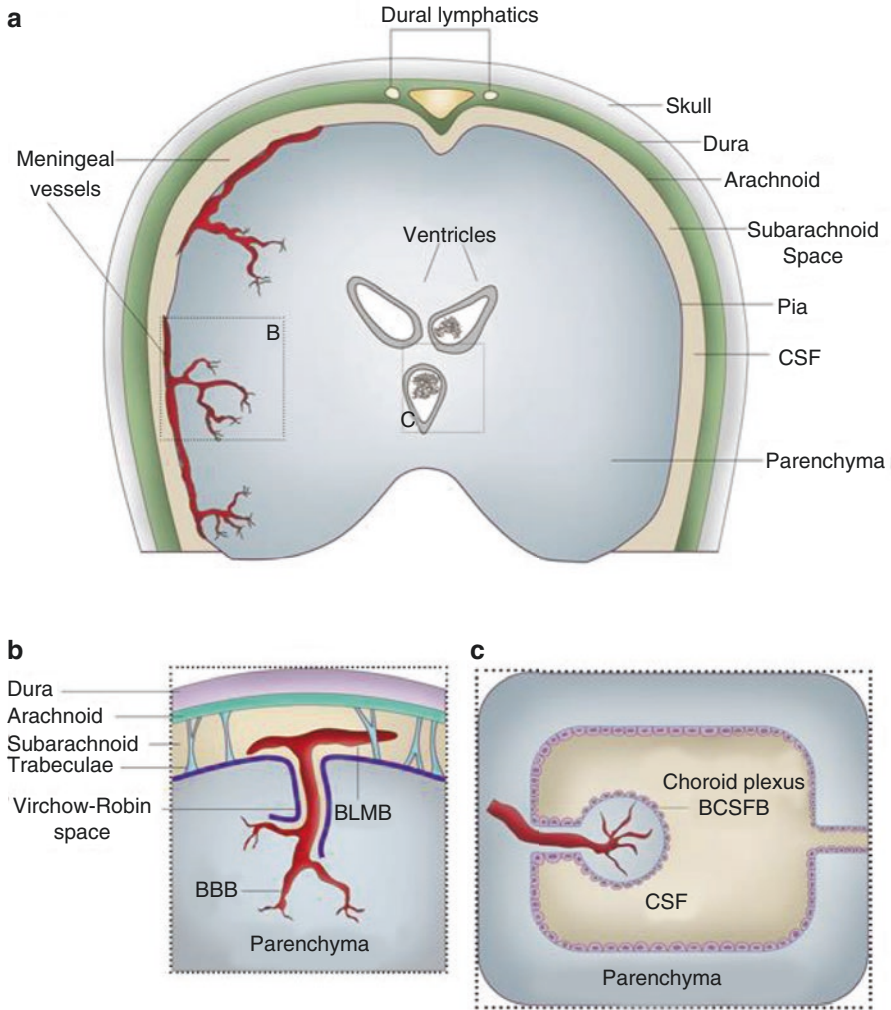 a
Dural lymphatics
Skull
Dura
Meningeal
vessels
Arachnoid
Ventricles
Subarachnoid
Space
Pia
B
CSF
C
Parenchyma
b
Dura
Arachnoid
Subarachnoid
Trabeculae
Virchow-Robin
space
BLMB
BBB
Parenchyma
c
Choroid plexus
BCSFB
CSF
Parenchyma